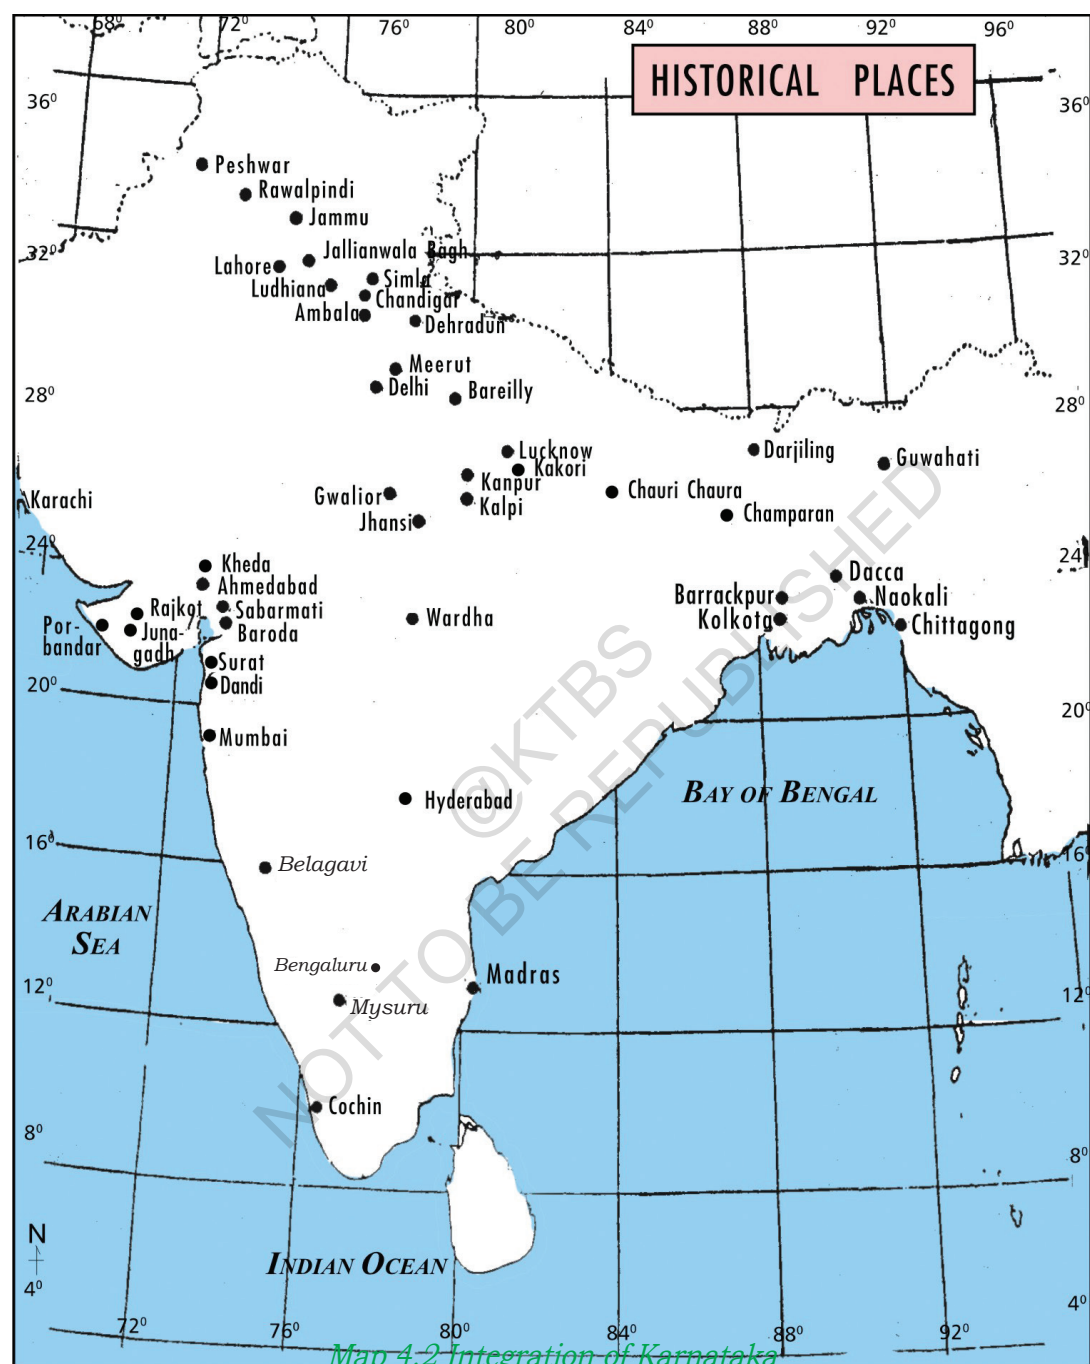 68⁰ 72⁰ 76⁰ 80⁰ 84⁰ 88⁰ 92⁰ 96⁰
HISTORICAL PLACES
36⁰ 36⁰
Peshwar
Rawalpindi
Jammu
Jallianwala Bagh
32⁰ 32⁰
Lahore
Simla
Ludhiana
Chandigar
Ambala
Dehradun
Meerut
Delhi
Bareilly
28⁰ 28⁰
Lucknow
Darjiling
Guwahati
Kakori
Kanpur
Karachi
Gwalior
Chauri Chaura
Kalpi
Jhansi
Champaran
24⁰ 24⁰
Kheda
Dacca
Ahmedabad
Barrackpur
Naokali
Rajkot
Sabarmati
Wardha
Kolkota
Chittagong
Por-
bandar
Juna-
gadh
Baroda
Surat
Dandi
20⁰ 20⁰
Mumbai
BAY OF BENGAL
Hyderabad
16⁰ 16⁰
Belagavi
ARABIAN
SEA
Bengaluru
Madras
12⁰ 12⁰
Mysuru
Cochin
8⁰ 8⁰
N
INDIAN OCEAN
4⁰ 4⁰
72⁰ 76⁰ 80⁰ 84⁰ 88⁰ 92⁰
Map 4.2 Integration of Karnataka
@KTBS
NOT TO BE REPUBLISHED